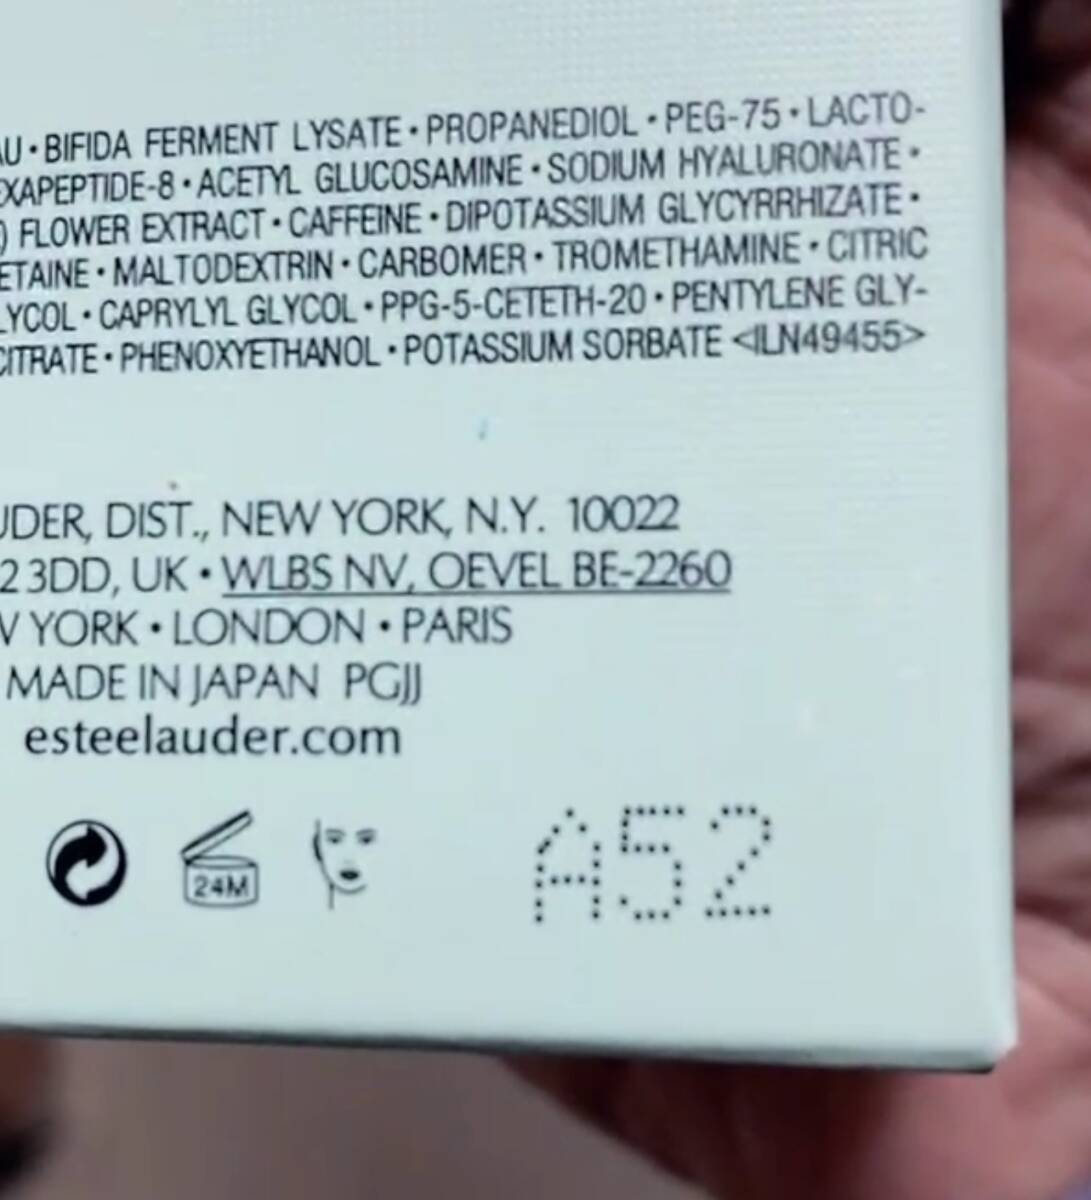 AU • BIFIDA FERMENT LYSATE • PROPANEDIOL • PEG-75 • LACTO-
EXAPEPTIDE-8 • ACETYL GLUCOSAMINE • SODIUM HYALURONATE •
) FLOWER EXTRACT • CAFFEINE • DIPOTASSIUM GLYCYRRHIZATE •
ETAINE • MALTODEXTRIN • CARBOMER • TROMETHAMINE • CITRIC
LYCOL • CAPRYLYL GLYCOL • PPG-5-CETETH-20 • PENTYLENE GLY-
CITRATE • PHENOXYETHANOL • POTASSIUM SORBATE <ILN49455>
UDER, DIST., NEW YORK, N.Y. 10022
2 3DD, UK • WLBS NV, OEVEL BE-2260
W YORK • LONDON • PARIS
MADE IN JAPAN PGJJ
esteelauder.com
24M
A52